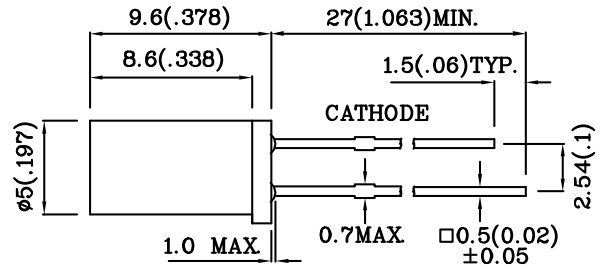 9.6(.378)
27(1.063)MIN.
8.6(.338)
1.5(.06)TYP.
CATHODE
ø5(.197)
2.54(.1)
1.0 MAX.
0.7MAX.
□0.5(0.02)
±0.05